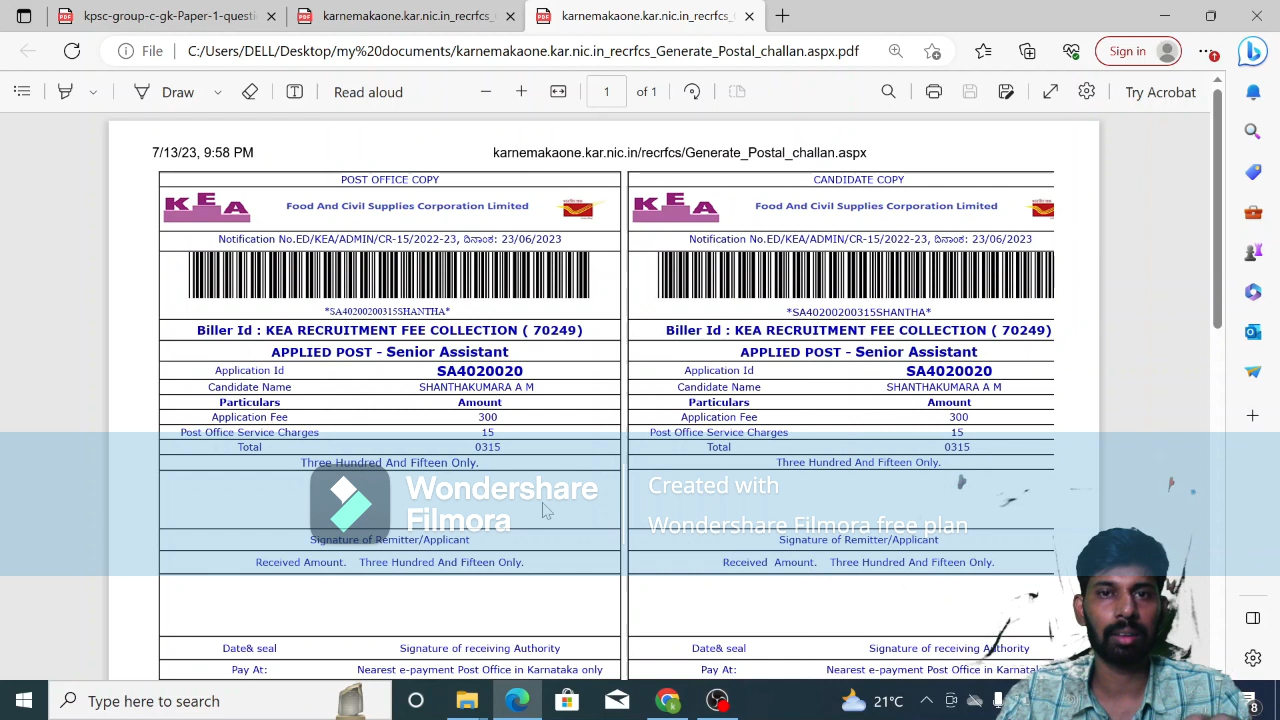 kpsc-group-c-gk-Paper-1-questi
karnemakaone.kar.nic.in_recrfcs_
karnemakaone.kar.nic.in_recrfcs_
File C:/Users/DELL/Desktop/my%20documents/karnemakaone.kar.nic.in_recrfcs_Generate_Postal_challan.aspx.pdf
Sign in
Draw
Read aloud
1 of 1
Try Acrobat
7/13/23, 9:58 PM
karnemakaone.kar.nic.in/recrfcs/Generate_Postal_challan.aspx
POST OFFICE COPY
KEA
Food And Civil Supplies Corporation Limited
Notification No.ED/KEA/ADMIN/CR-15/2022-23, ದಿನಾಂಕ: 23/06/2023
*SA40200200315SHANTHA*
Biller Id : KEA RECRUITMENT FEE COLLECTION ( 70249)
APPLIED POST - Senior Assistant
Application Id SA4020020
Candidate Name SHANTHAKUMARA A M
Particulars Amount
Application Fee 300
Post Office Service Charges 15
Total 0315
Three Hundred And Fifteen Only.
Signature of Remitter/Applicant
Received Amount. Three Hundred And Fifteen Only.
Date& seal Signature of receiving Authority
Pay At: Nearest e-payment Post Office in Karnataka only
CANDIDATE COPY
KEA
Food And Civil Supplies Corporation Limited
Notification No.ED/KEA/ADMIN/CR-15/2022-23, ದಿನಾಂಕ: 23/06/2023
*SA40200200315SHANTHA*
Biller Id : KEA RECRUITMENT FEE COLLECTION ( 70249)
APPLIED POST - Senior Assistant
Application Id SA4020020
Candidate Name SHANTHAKUMARA A M
Particulars Amount
Application Fee 300
Post Office Service Charges 15
Total 0315
Three Hundred And Fifteen Only.
Signature of Remitter/Applicant
Received Amount. Three Hundred And Fifteen Only.
Date& seal Signature of receiving Authority
Pay At: Nearest e-payment Post Office in Karnatak
Wondershare
Filmora
Created with
Wondershare Filmora free plan
Type here to search
21°C
8